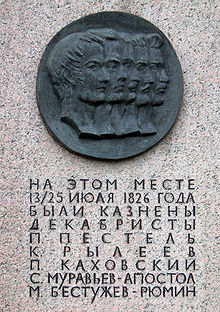 НА ЭТОМ МЕСТЕ
13/25 ИЮЛЯ 1826 ГОДА
БЫЛИ КАЗНЕНЫ
ДЕКАБРИСТЫ
П. ПЕСТЕЛЬ
К. РЫЛЕЕВ
П. КАХОВСКИЙ
С. МУРАВЬЕВ-АПОСТОЛ
М. БЕСТУЖЕВ-РЮМИН